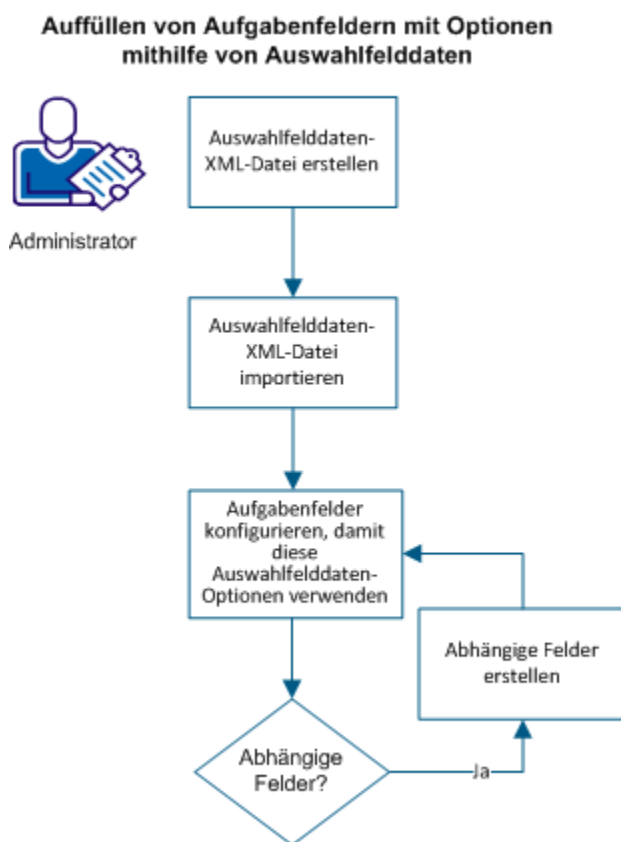 Auffüllen von Aufgabenfeldern mit Optionen
mithilfe von Auswahlfelddaten
Administrator
Auswahlfelddaten-
XML-Datei erstellen
Auswahlfelddaten-
XML-Datei
importieren
Aufgabenfelder
konfigurieren, damit
diese
Auswahlfelddaten-
Optionen verwenden
Abhängige Felder
erstellen
Abhängige
Felder?
Ja